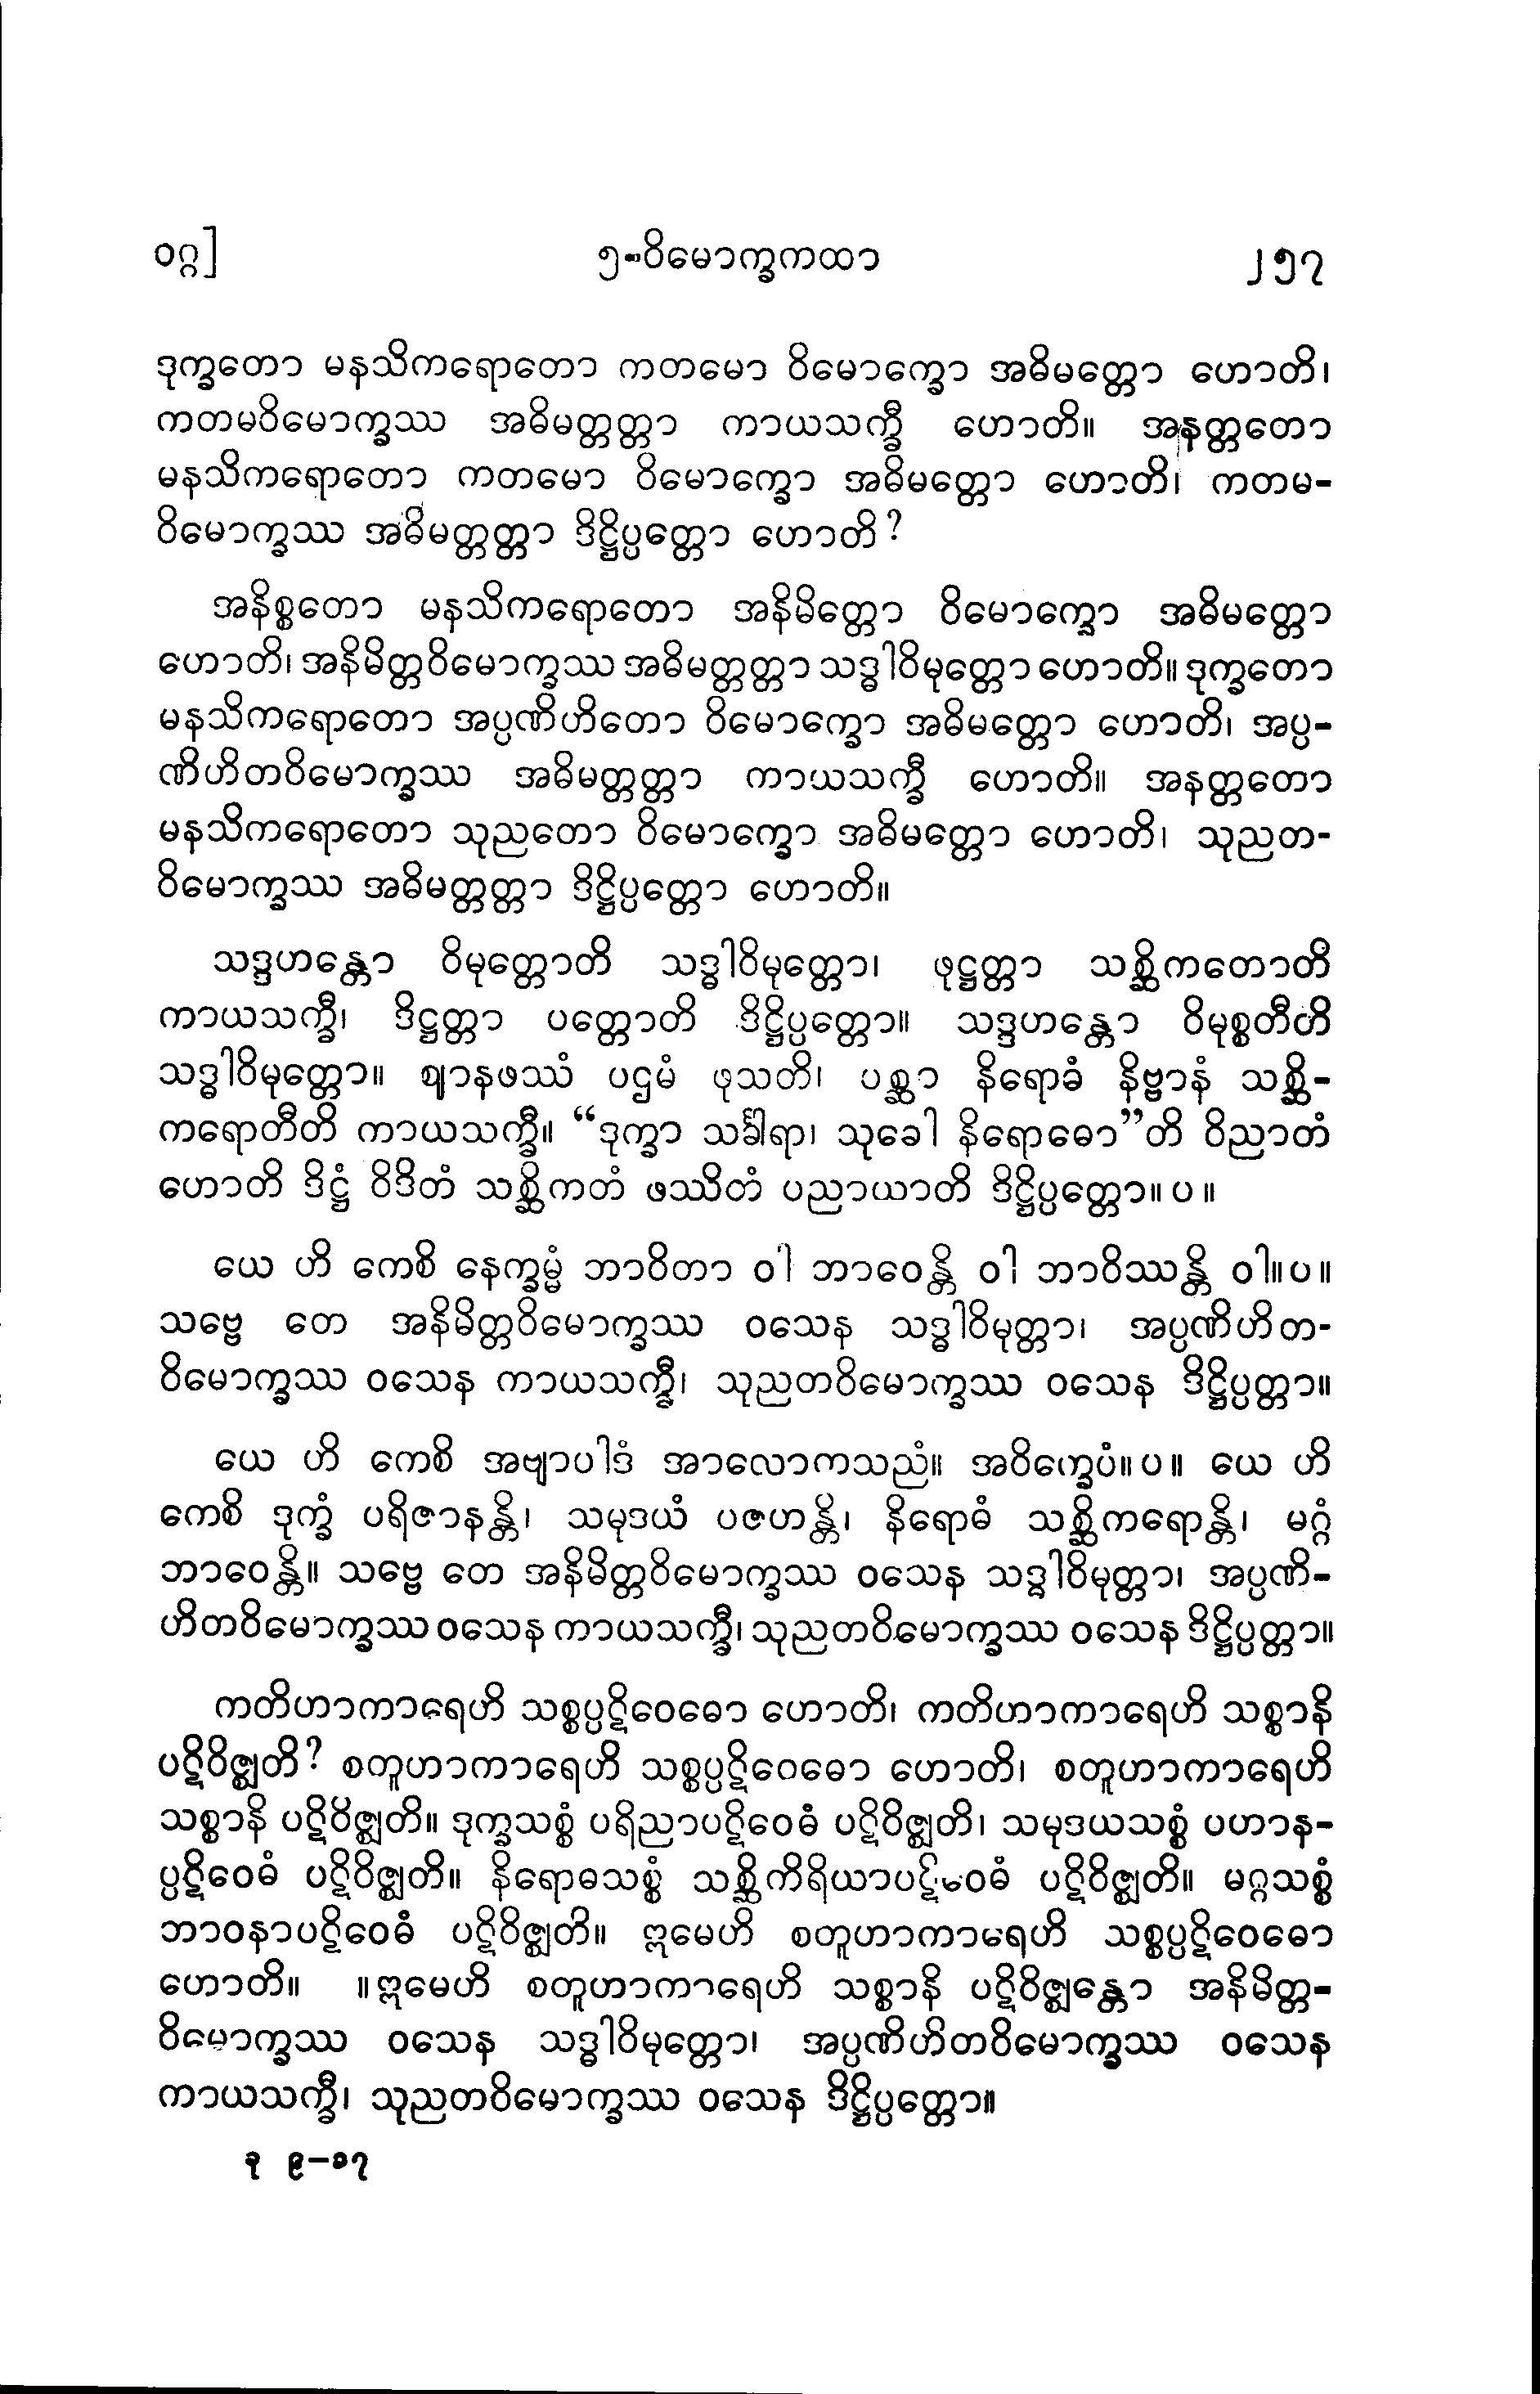 ဝဂ္ဂ] ၅-ဝိမောက္ခကထာ ၂၅၇
ဒုက္ခတော မနသိကရောတော ကတမော ဝိမောက္ခော အဓိမတ္တော ဟောတိ၊
ကတမဝိမောက္ခဿ အဓိမတ္တတ္တာ ကာယသက္ခီ ဟောတိ။ အနတ္တတော
မနသိကရောတော ကတမော ဝိမောက္ခော အဓိမတ္တော ဟောတိ၊ ကတမ-
ဝိမောက္ခဿ အဓိမတ္တတ္တာ ဒိဋ္ဌိပ္ပတ္တော ဟောတိ?
အနိစ္စတော မနသိကရောတော အနိမိတ္တော ဝိမောက္ခော အဓိမတ္တော
ဟောတိ၊ အနိမိတ္တဝိမောက္ခဿ အဓိမတ္တတ္တာ သဒ္ဓါဝိမုတ္တော ဟောတိ။ ဒုက္ခတော
မနသိကရောတော အပ္ပဏိဟိတော ဝိမောက္ခော အဓိမတ္တော ဟောတိ၊ အပ္ပ-
ဏိဟိတဝိမောက္ခဿ အဓိမတ္တတ္တာ ကာယသက္ခီ ဟောတိ။ အနတ္တတော
မနသိကရောတော သုညတော ဝိမောက္ခော အဓိမတ္တော ဟောတိ၊ သုညတ-
ဝိမောက္ခဿ အဓိမတ္တတ္တာ ဒိဋ္ဌိပ္ပတ္တော ဟောတိ။
သဒ္ဒဟန္တော ဝိမုတ္တောတိ သဒ္ဓါဝိမုတ္တော၊ ဖုဋ္ဌတ္တာ သစ္ဆိကတောတိ
ကာယသက္ခီ၊ ဒိဋ္ဌတ္တာ ပတ္တောတိ ဒိဋ္ဌိပ္ပတ္တော။ သဒ္ဒဟန္တော ဝိမုစ္စတီတိ
သဒ္ဓါဝိမုတ္တော။ ဈာနဖဿံ ပဌမံ ဖုသတိ၊ ပစ္ဆာ နိရောဓံ နိဗ္ဗာနံ သစ္ဆိ-
ကရောတီတိ ကာယသက္ခီ။ “ဒုက္ခာ သင်္ခါရာ၊ သုခေါ နိရောဓော”တိ ဝိညာတံ
ဟောတိ ဒိဋ္ဌံ ဝိဒိတံ သစ္ဆိကတံ ဖဿိတံ ပညာယာတိ ဒိဋ္ဌိပ္ပတ္တော။ပ။
ယေ ဟိ ကေစိ နေက္ခမ္မံ ဘာဝိတာ ဝါ ဘာဝေန္တိ ဝါ ဘာဝိဿန္တိ ဝါ။ပ။
သဗ္ဗေ တေ အနိမိတ္တဝိမောက္ခဿ ဝသေန သဒ္ဓါဝိမုတ္တာ၊ အပ္ပဏိဟိတ-
ဝိမောက္ခဿ ဝသေန ကာယသက္ခီ၊ သုညတဝိမောက္ခဿ ဝသေန ဒိဋ္ဌိပ္ပတ္တာ။
ယေ ဟိ ကေစိ အဗျာပါဒံ အာလောကသညံ။ အဝိက္ခေပံ။ပ။ ယေ ဟိ
ကေစိ ဒုက္ခံ ပရိဇာနန္တိ၊ သမုဒယံ ပဇဟန္တိ၊ နိရောဓံ သစ္ဆိကရောန္တိ၊ မဂ္ဂံ
ဘာဝေန္တိ။ သဗ္ဗေ တေ အနိမိတ္တဝိမောက္ခဿ ဝသေန သဒ္ဓါဝိမုတ္တာ၊ အပ္ပဏိ-
ဟိတဝိမောက္ခဿ ဝသေန ကာယသက္ခီ၊ သုညတဝိမောက္ခဿ ဝသေန ဒိဋ္ဌိပ္ပတ္တာ။
ကတိဟာကာရေဟိ သစ္စပ္ပဋိဝေဓော ဟောတိ၊ ကတိဟာကာရေဟိ သစ္စာနိ
ပဋိဝိဇ္ဈတိ? စတူဟာကာရေဟိ သစ္စပ္ပဋိဝေဓော ဟောတိ၊ စတူဟာကာရေဟိ
သစ္စာနိ ပဋိဝိဇ္ဈတိ။ ဒုက္ခသစ္စံ ပရိညာပဋိဝေဓံ ပဋိဝိဇ္ဈတိ၊ သမုဒယသစ္စံ ပဟာန-
ပ္ပဋိဝေဓံ ပဋိဝိဇ္ဈတိ။ နိရောဓသစ္စံ သစ္ဆိကိရိယာပဋိဝေဓံ ပဋိဝိဇ္ဈတိ။ မဂ္ဂသစ္စံ
ဘာဝနာပဋိဝေဓံ ပဋိဝိဇ္ဈတိ။ ဣမေဟိ စတူဟာကာရေဟိ သစ္စပ္ပဋိဝေဓော
ဟောတိ။ ။ဣမေဟိ စတူဟာကာရေဟိ သစ္စာနိ ပဋိဝိဇ္ဈန္တော အနိမိတ္တ-
ဝိမောက္ခဿ ဝသေန သဒ္ဓါဝိမုတ္တော၊ အပ္ပဏိဟိတဝိမောက္ခဿ ဝသေန
ကာယသက္ခီ၊ သုညတဝိမောက္ခဿ ဝသေန ဒိဋ္ဌိပ္ပတ္တော။
ခု ၉-၁၇